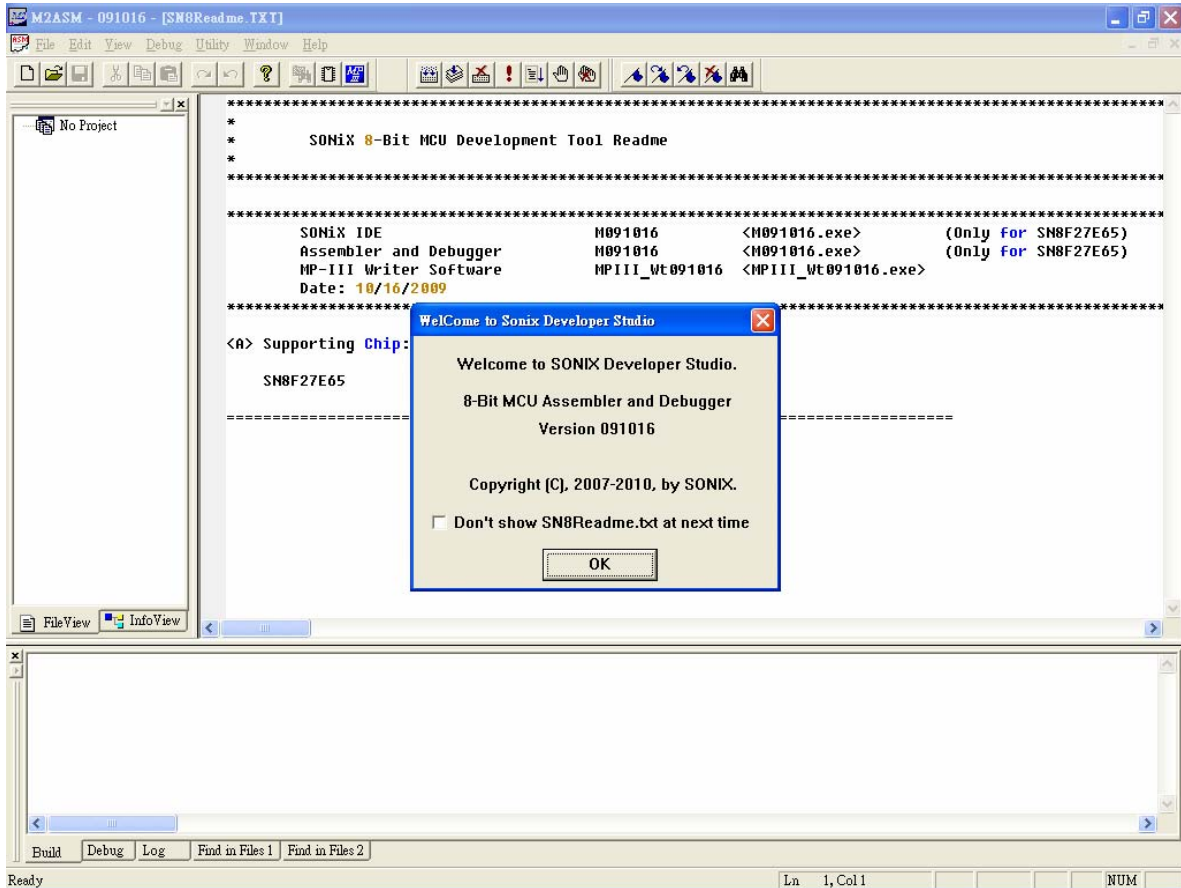 M2ASM - 091016 - [SN8Readme.TXT]
File Edit View Debug Utility Window Help
No Project
********************************************************************************************************
*
* SONiX 8-Bit MCU Development Tool Readme
*
********************************************************************************************************
********************************************************************************************************
SONiX IDE M091016 <M091016.exe> (Only for SN8F27E65)
Assembler and Debugger M091016 <M091016.exe> (Only for SN8F27E65)
MP-III Writer Software MPIII_Wt091016 <MPIII_Wt091016.exe>
Date: 10/16/2009
********************************************************************************************************
<A> Supporting Chip:
SN8F27E65
================================================================================
WelCome to Sonix Developer Studio
Welcome to SONIX Developer Studio.
8-Bit MCU Assembler and Debugger
Version 091016
Copyright (C), 2007-2010, by SONIX.
Don't show SN8Readme.txt at next time
OK
FileView InfoView
Build Debug Log Find in Files 1 Find in Files 2
Ready Ln 1, Col 1 NUM